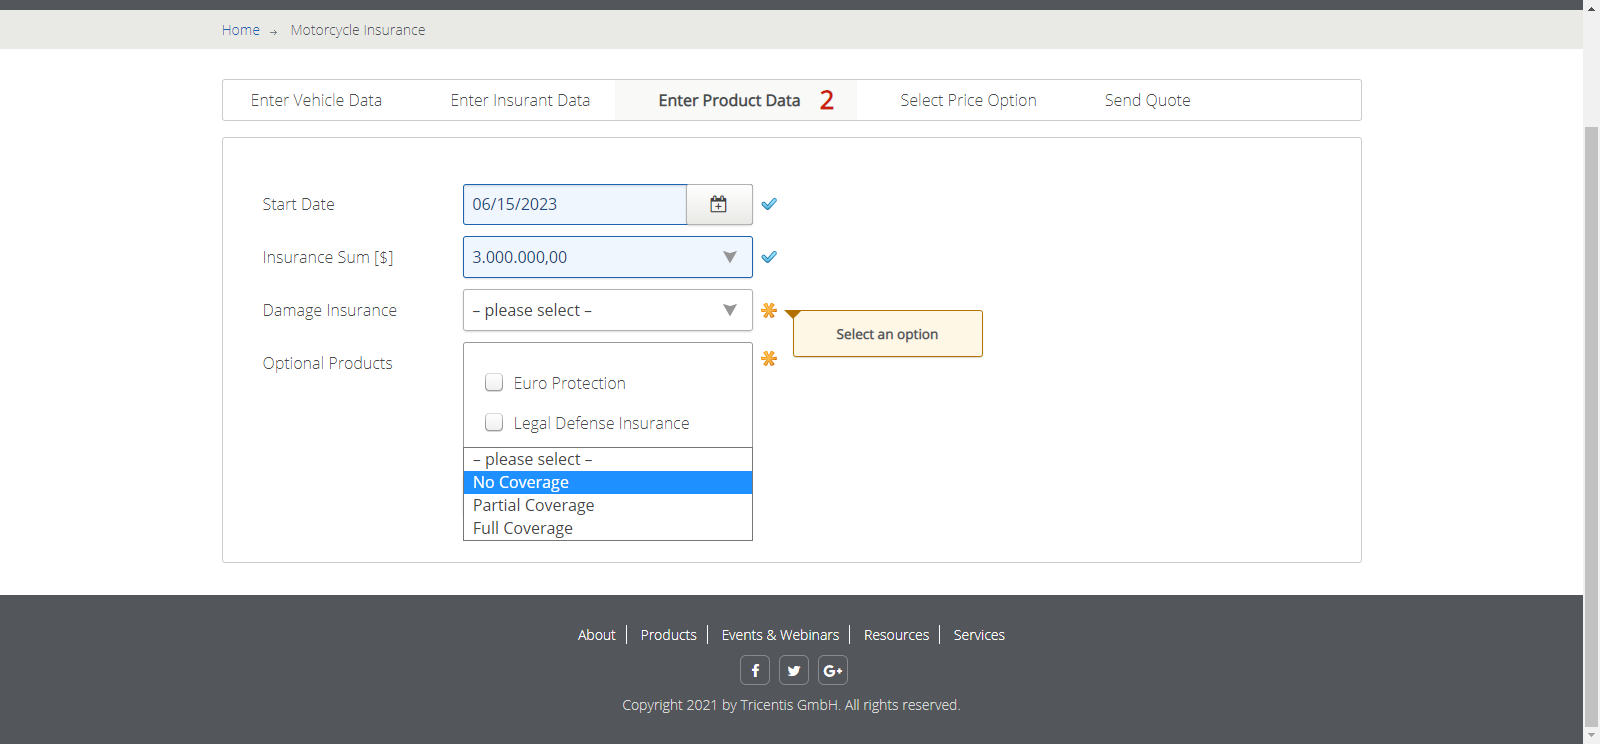 Home → Motorcycle Insurance
Enter Vehicle Data Enter Insurant Data Enter Product Data 2 Select Price Option Send Quote
Start Date 06/15/2023
Insurance Sum [$] 3.000.000,00
Damage Insurance – please select –
Select an option
Optional Products
Euro Protection
Legal Defense Insurance
– please select –
No Coverage
Partial Coverage
Full Coverage
About Products Events & Webinars Resources Services
f G+
Copyright 2021 by Tricentis GmbH. All rights reserved.